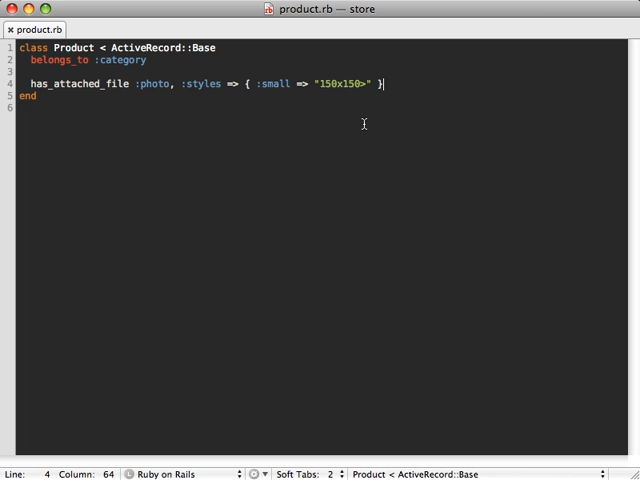 product.rb — store
product.rb
1 class Product < ActiveRecord::Base
2   belongs_to :category
3
4   has_attached_file :photo, :styles => { :small => "150x150>" }
5 end
6
Line: 4 Column: 64 Ruby on Rails Soft Tabs: 2 Product < ActiveRecord::Base